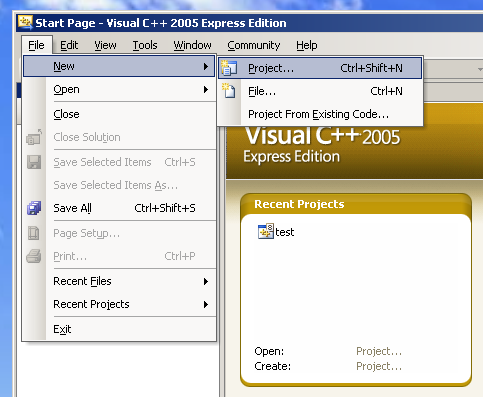 Start Page - Visual C++ 2005 Express Edition
File Edit View Tools Window Community Help
New
Project... Ctrl+Shift+N
Open
File... Ctrl+N
Close
Project From Existing Code...
Close Solution
Visual C++ 2005
Express Edition
Save Selected Items Ctrl+S
Save Selected Items As...
Save All Ctrl+Shift+S
Recent Projects
Page Setup...
test
Print... Ctrl+P
Recent Files
Recent Projects
Exit
Open: Project...
Create: Project...